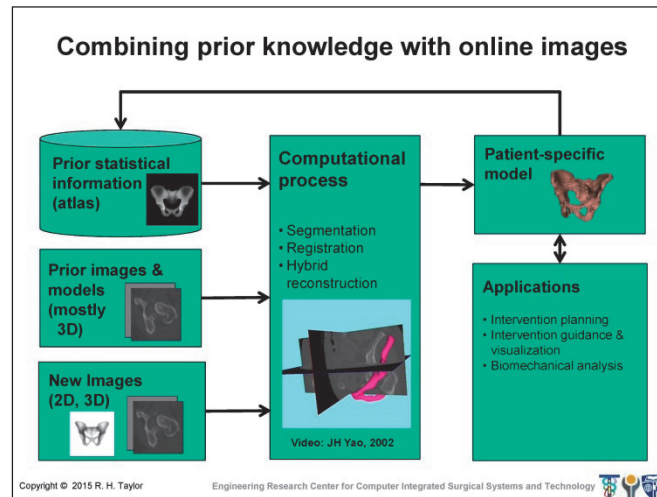 Combining prior knowledge with online images
Prior statistical
information
(atlas)
Prior images &
models
(mostly
3D)
New Images
(2D, 3D)
Computational
process
• Segmentation
• Registration
• Hybrid
reconstruction
Video: JH Yao, 2002
Patient-specific
model
Applications
• Intervention planning
• Intervention guidance &
visualization
• Biomechanical analysis
Copyright © 2015 R. H. Taylor
Engineering Research Center for Computer Integrated Surgical Systems and Technology